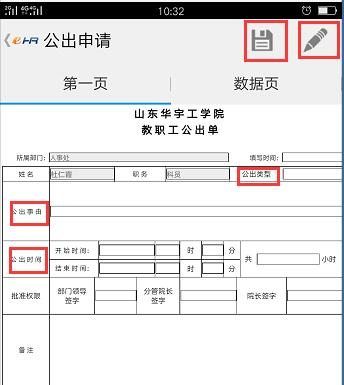 2G 4G 4G 10:32
eHR 公出申请
第一页 数据页
山东华宇工学院
教职工公出单
所属部门: 人事处 填写时间:
姓名 杜仁霞 职务 科员 公出类型
公出事由
公出时间 开始时间: 时 分 共 小时
结束时间: 时 分
批准权限 部门领导签字 分管院长签字 院长签字
备注